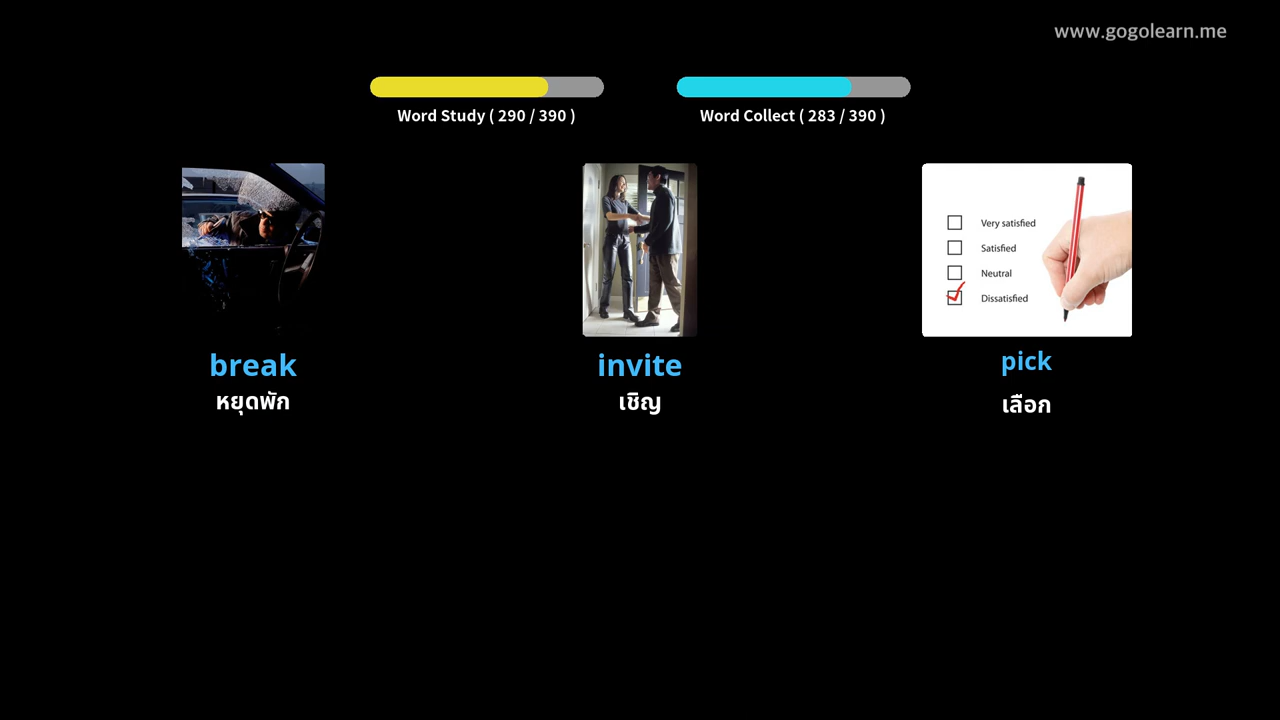 www.gogolearn.me
Word Study ( 290 / 390 )
Word Collect ( 283 / 390 )
Very satisfied
Satisfied
Neutral
Dissatisfied
break
invite
pick
หยุดพัก
เชิญ
เลือก